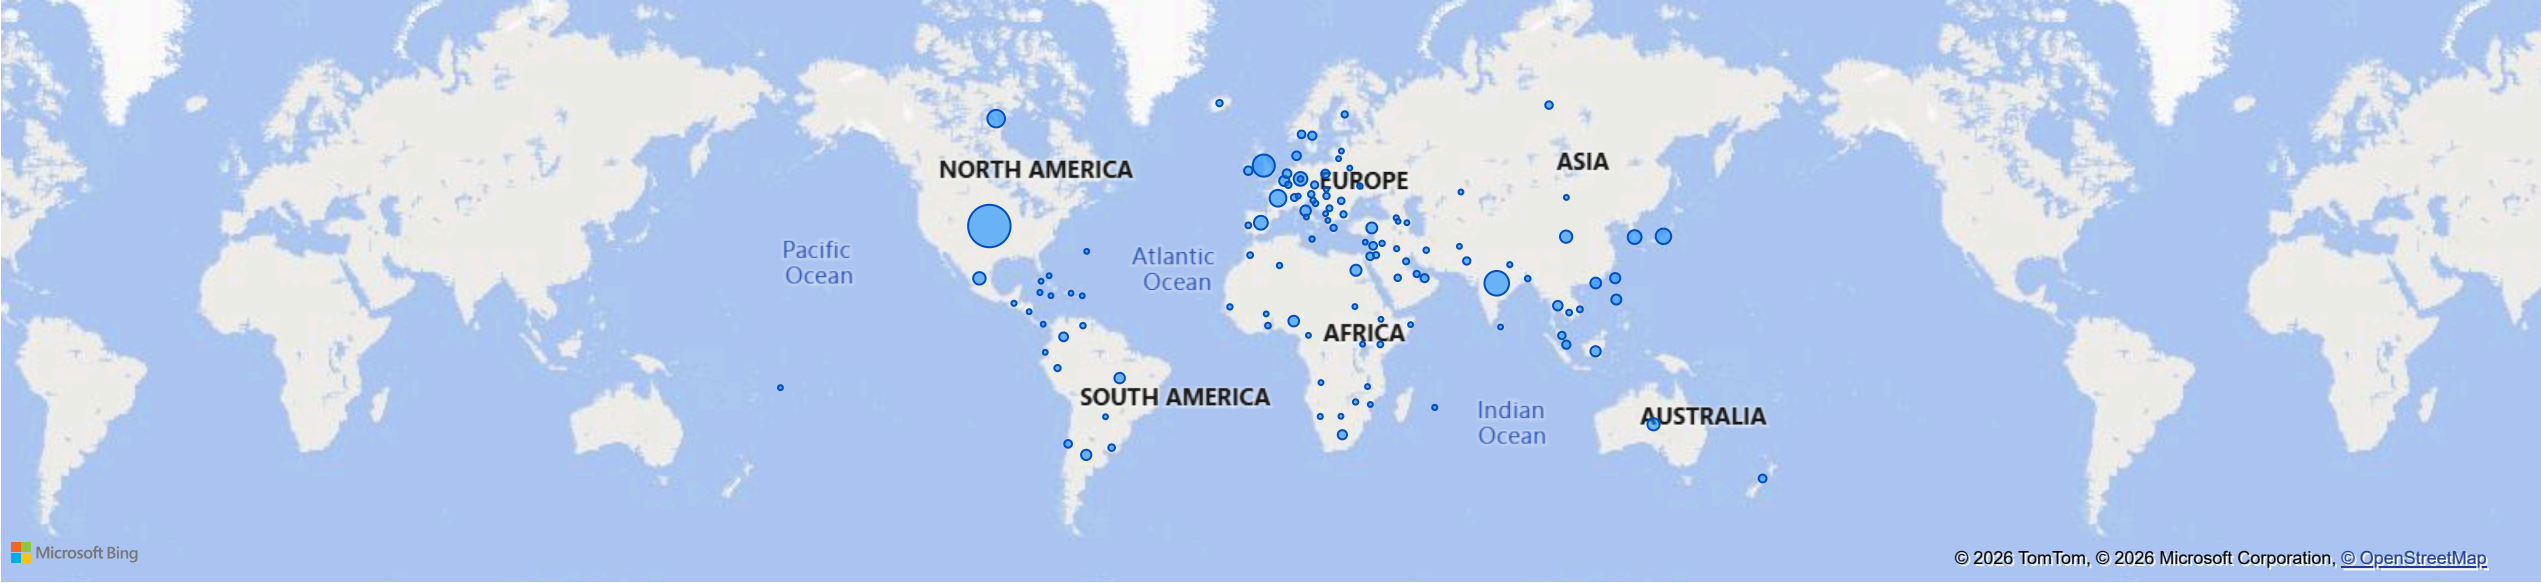 NORTH AMERICA
ASIA
EUROPE
Pacific
Ocean
Atlantic
Ocean
AFRICA
SOUTH AMERICA
Indian
Ocean
AUSTRALIA
Microsoft Bing
© 2026 TomTom, © 2026 Microsoft Corporation, © OpenStreetMap